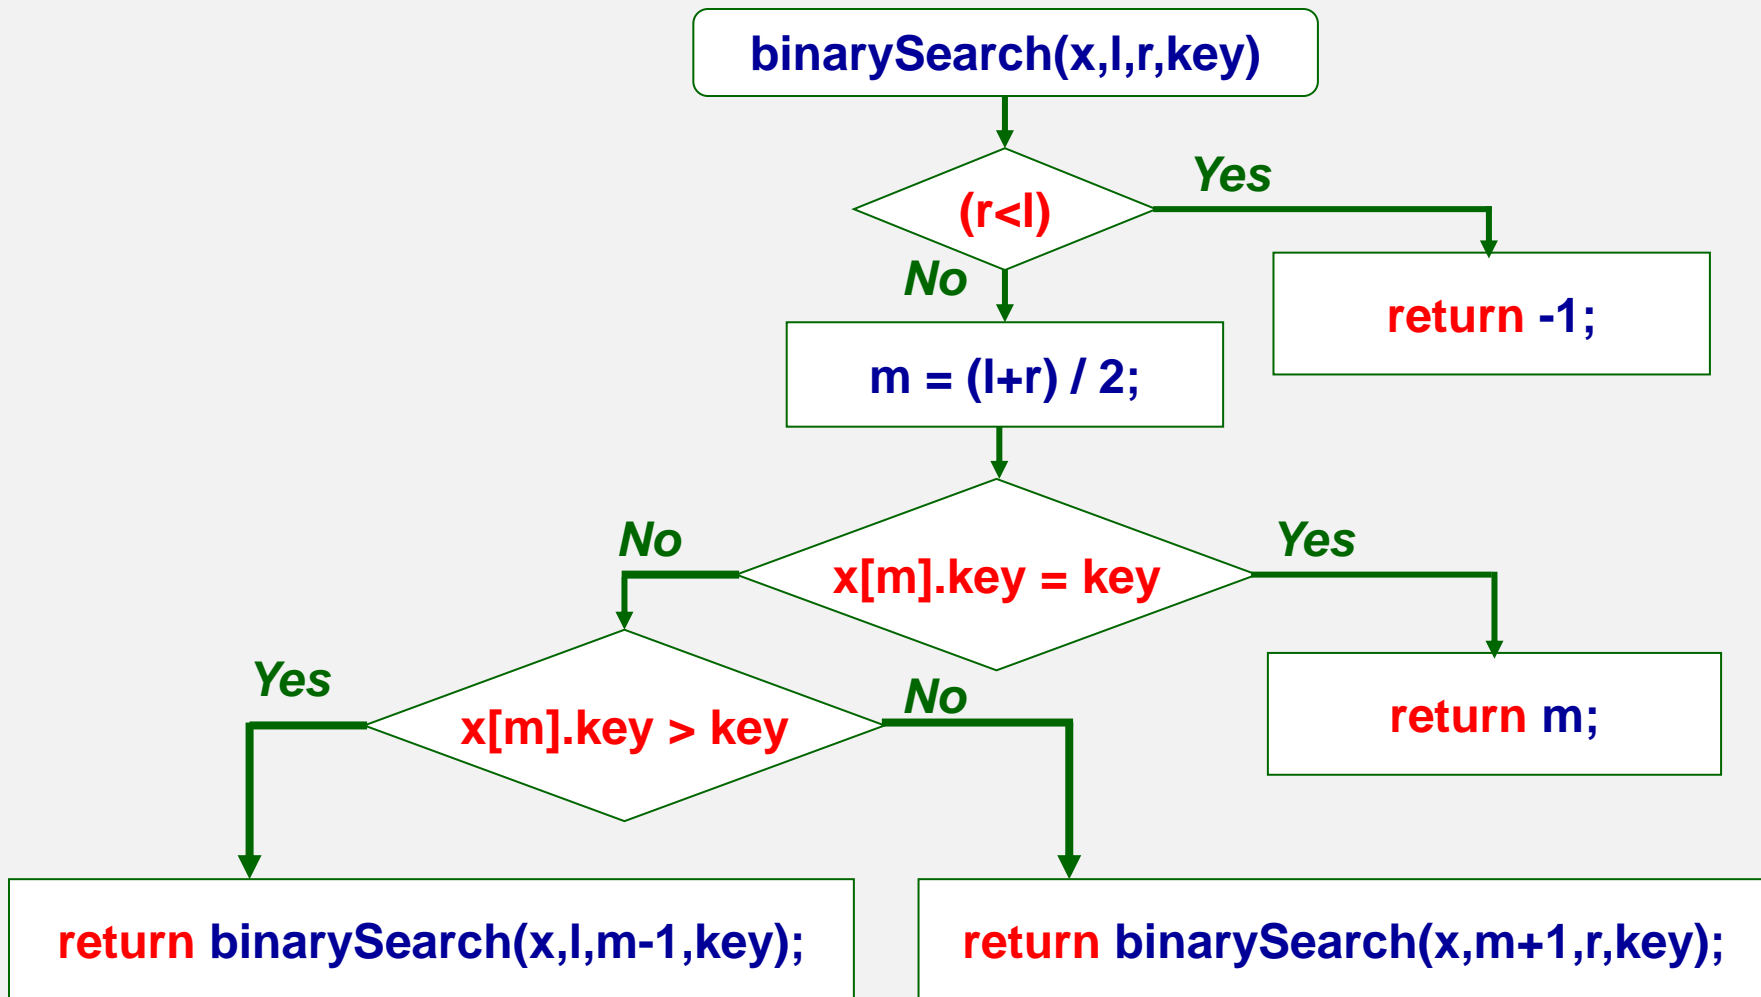 binarySearch(x,l,r,key)
Yes
(r<l)
No
return -1;
m = (l+r) / 2;
No
Yes
x[m].key = key
Yes
No
return m;
x[m].key > key
return binarySearch(x,l,m-1,key);
return binarySearch(x,m+1,r,key);